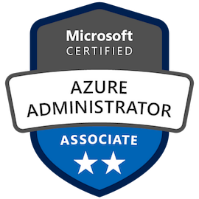 Microsoft
CERTIFIED
AZURE
ADMINISTRATOR
ASSOCIATE